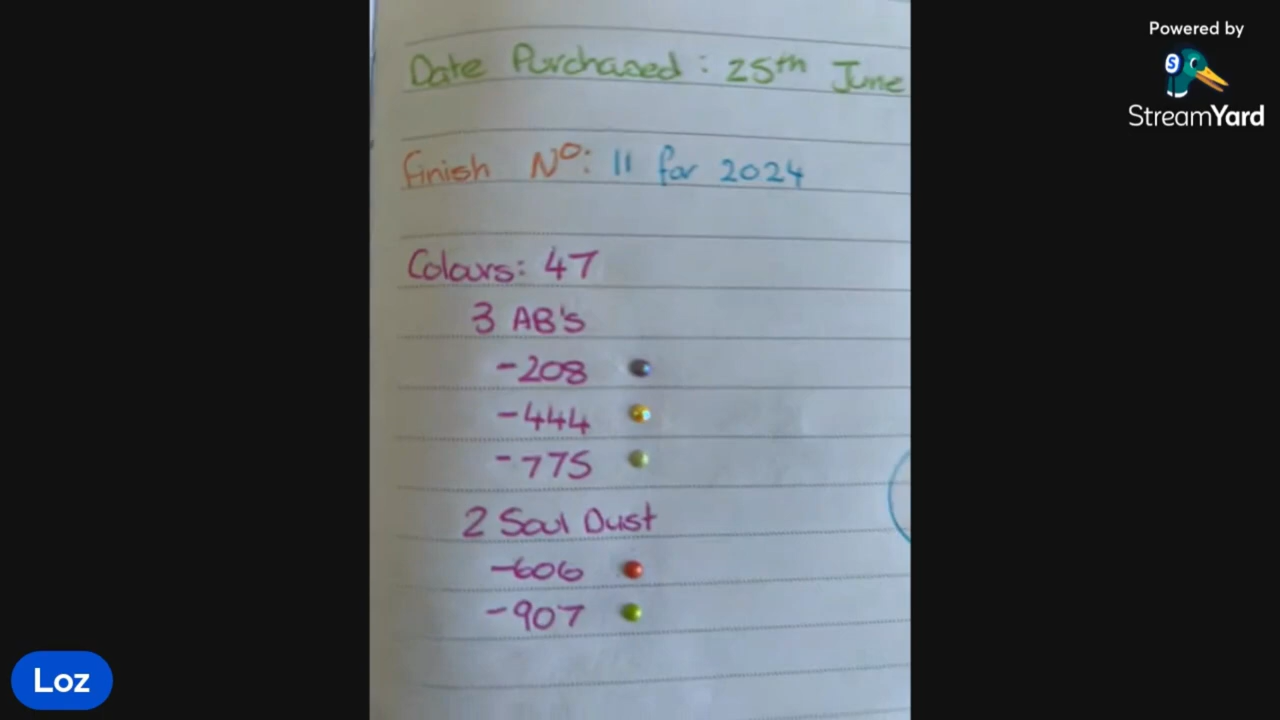 Date Purchased: 25th June
Finish No: 11 for 2024
Colours: 47
3 AB's
-208
-444
-775
2 Soul Dust
-606
-907
Powered by
StreamYard
Loz